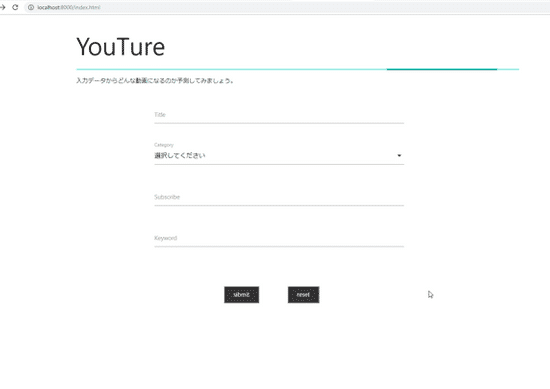 localhost:8000/index.html
YouTure
入力データからどんな動画になるのか予測してみましょう。
Title
Category
選択してください
Subscribe
Keyword
submit reset